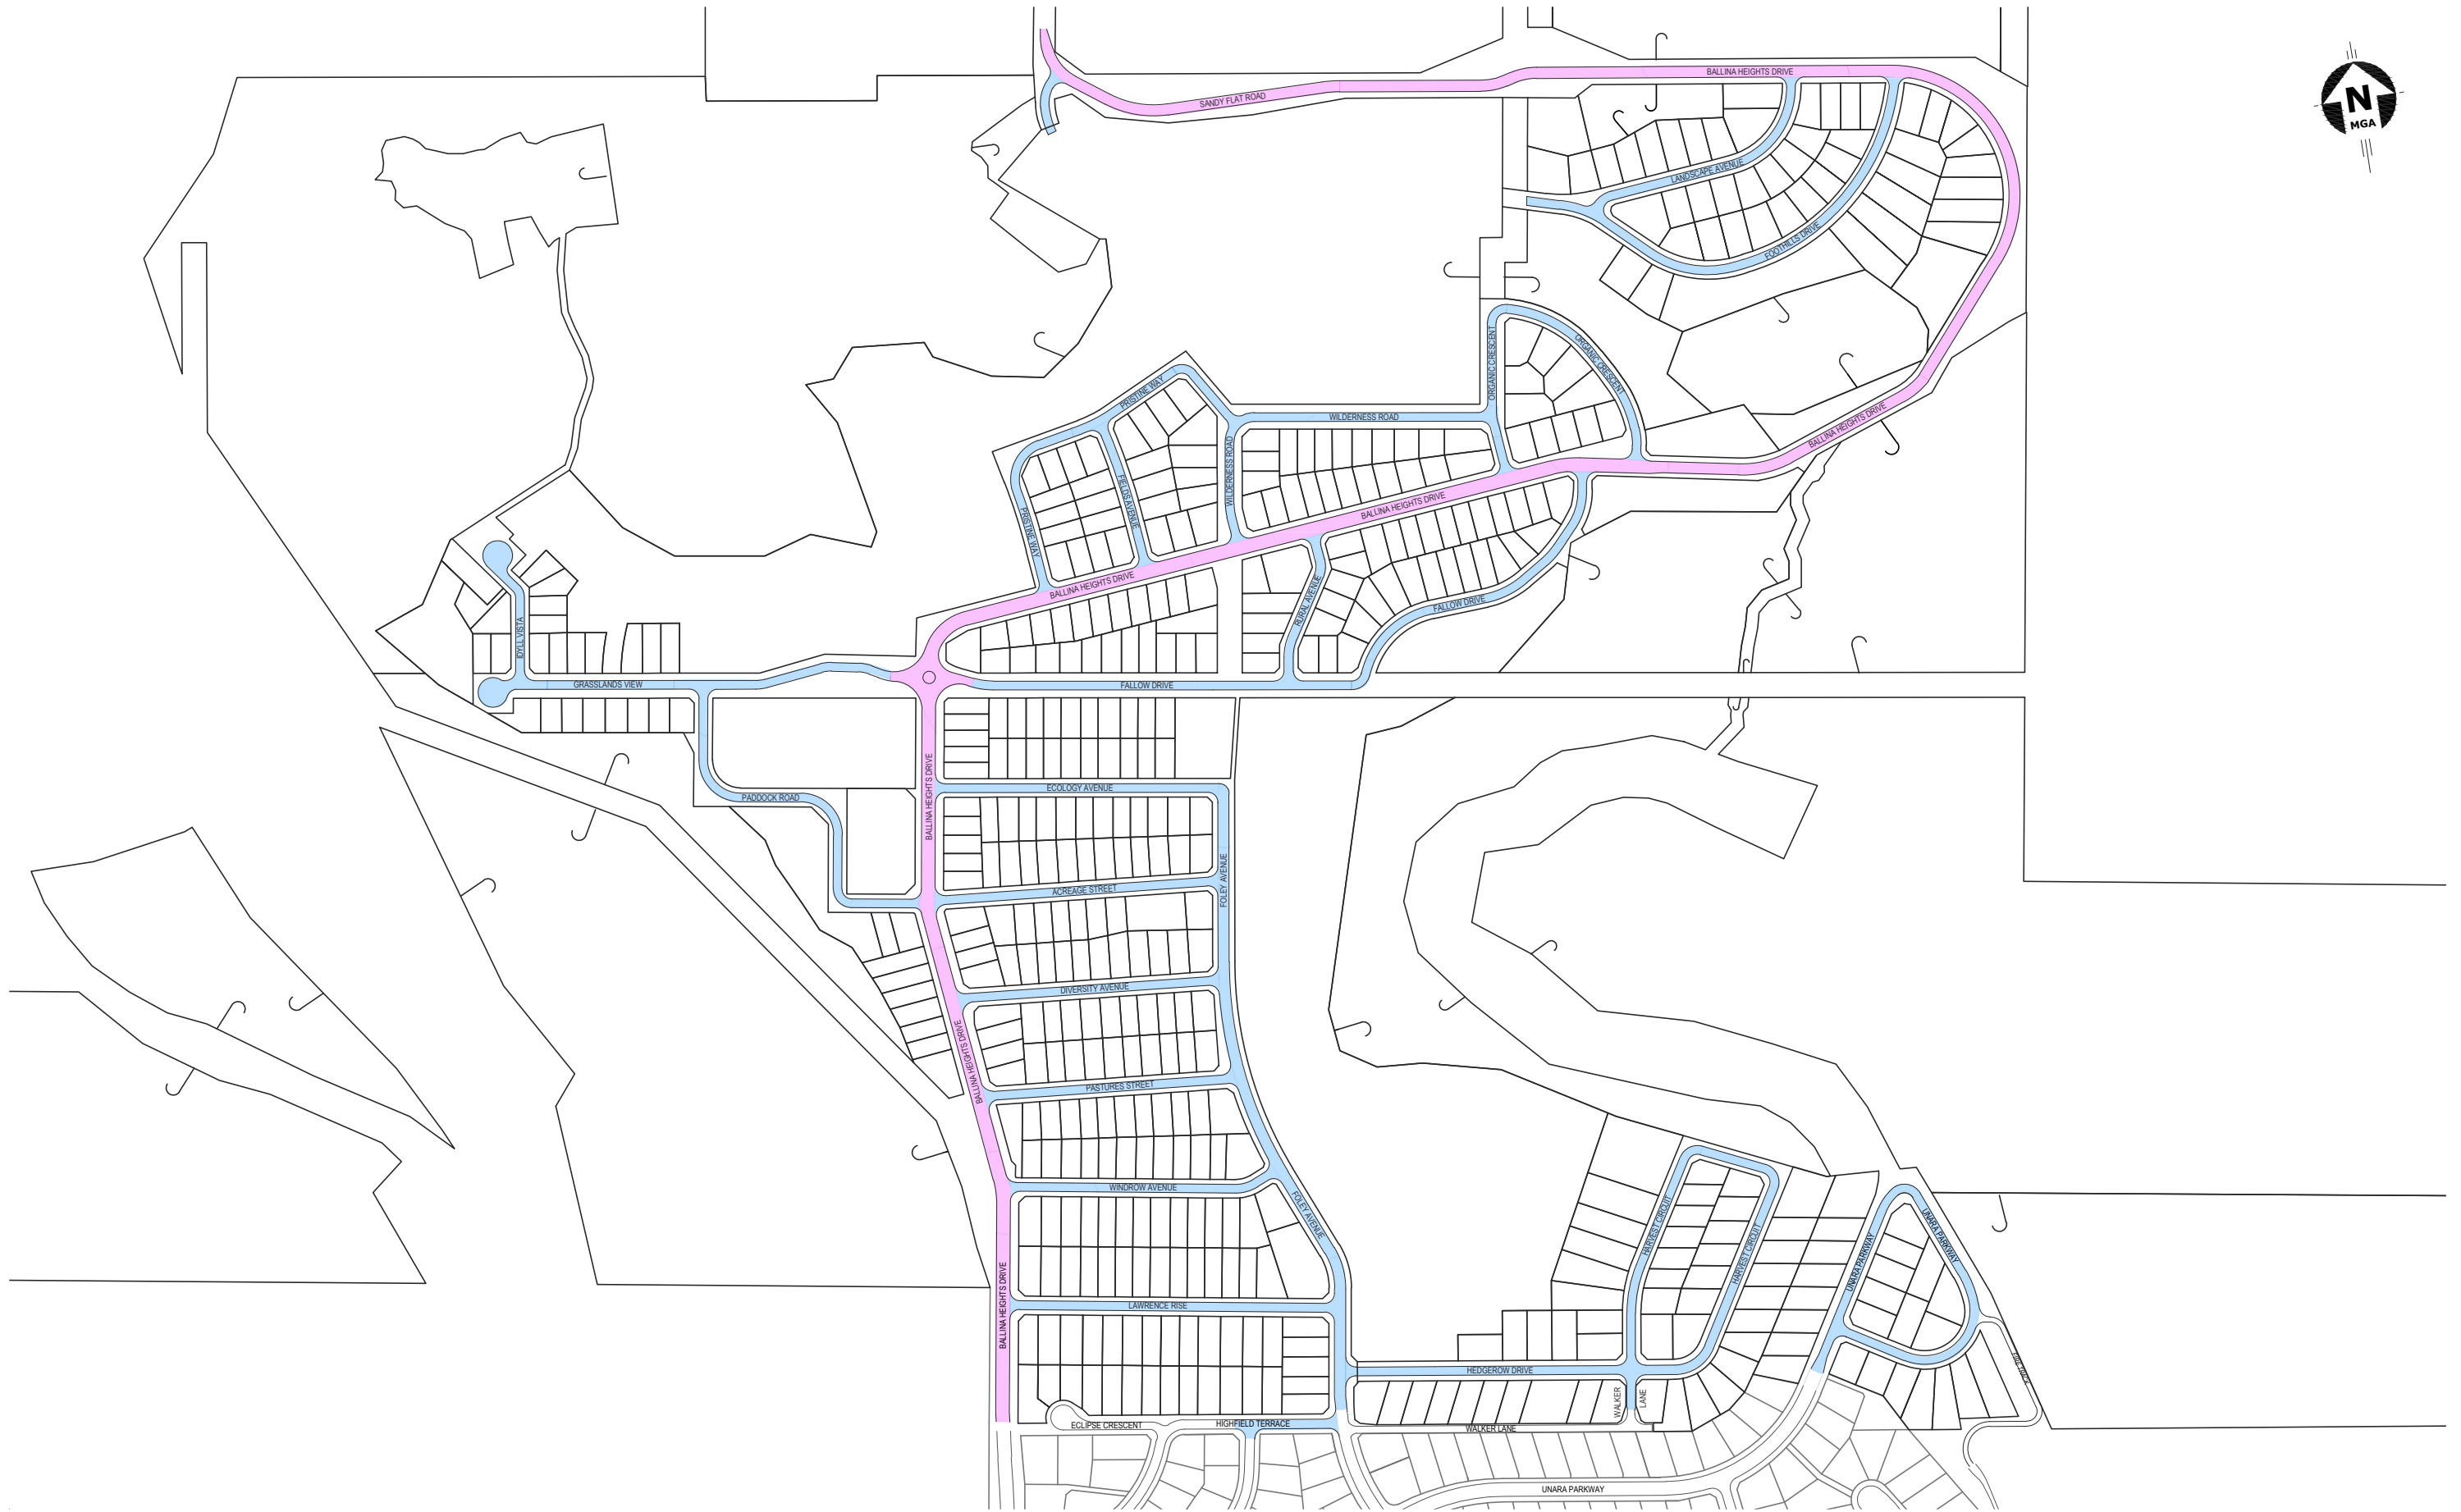 BALLINA HEIGHTS DRIVE
SANDY FLAT ROAD
N
MGA
LANDSCAPE AVENUE
FOOTHILLS DRIVE
ORGANIC CRESCENT
ORGANIC CRESCENT
PRISTINE WAY
WILDERNESS ROAD
BALLINA HEIGHTS DRIVE
WILDERNESS ROAD
FIELDS AVENUE
BALLINA HEIGHTS DRIVE
PRISTINE WAY
BALLINA HEIGHTS DRIVE
RURAL AVENUE
FALLOW DRIVE
IDYLL VISTA
GRASSLANDS VIEW
FALLOW DRIVE
BALLINA HEIGHTS DRIVE
ECOLOGY AVENUE
PADDOCK ROAD
FOLEY AVENUE
ACREAGE STREET
DIVERSITY AVENUE
BALLINA HEIGHTS DRIVE
PASTURES STREET
WINDROW AVENUE
FOLEY AVENUE
HARVEST CIRCUIT
HARVEST CIRCUIT
UNARA PARKWAY
UNARA PARKWAY
BALLINA HEIGHTS DRIVE
LAWRENCE RISE
HEDGEROW DRIVE
WALKER
LANE
ECLIPSE CRESCENT
HIGHFIELD TERRACE
WALKER LANE
UNARA PARKWAY